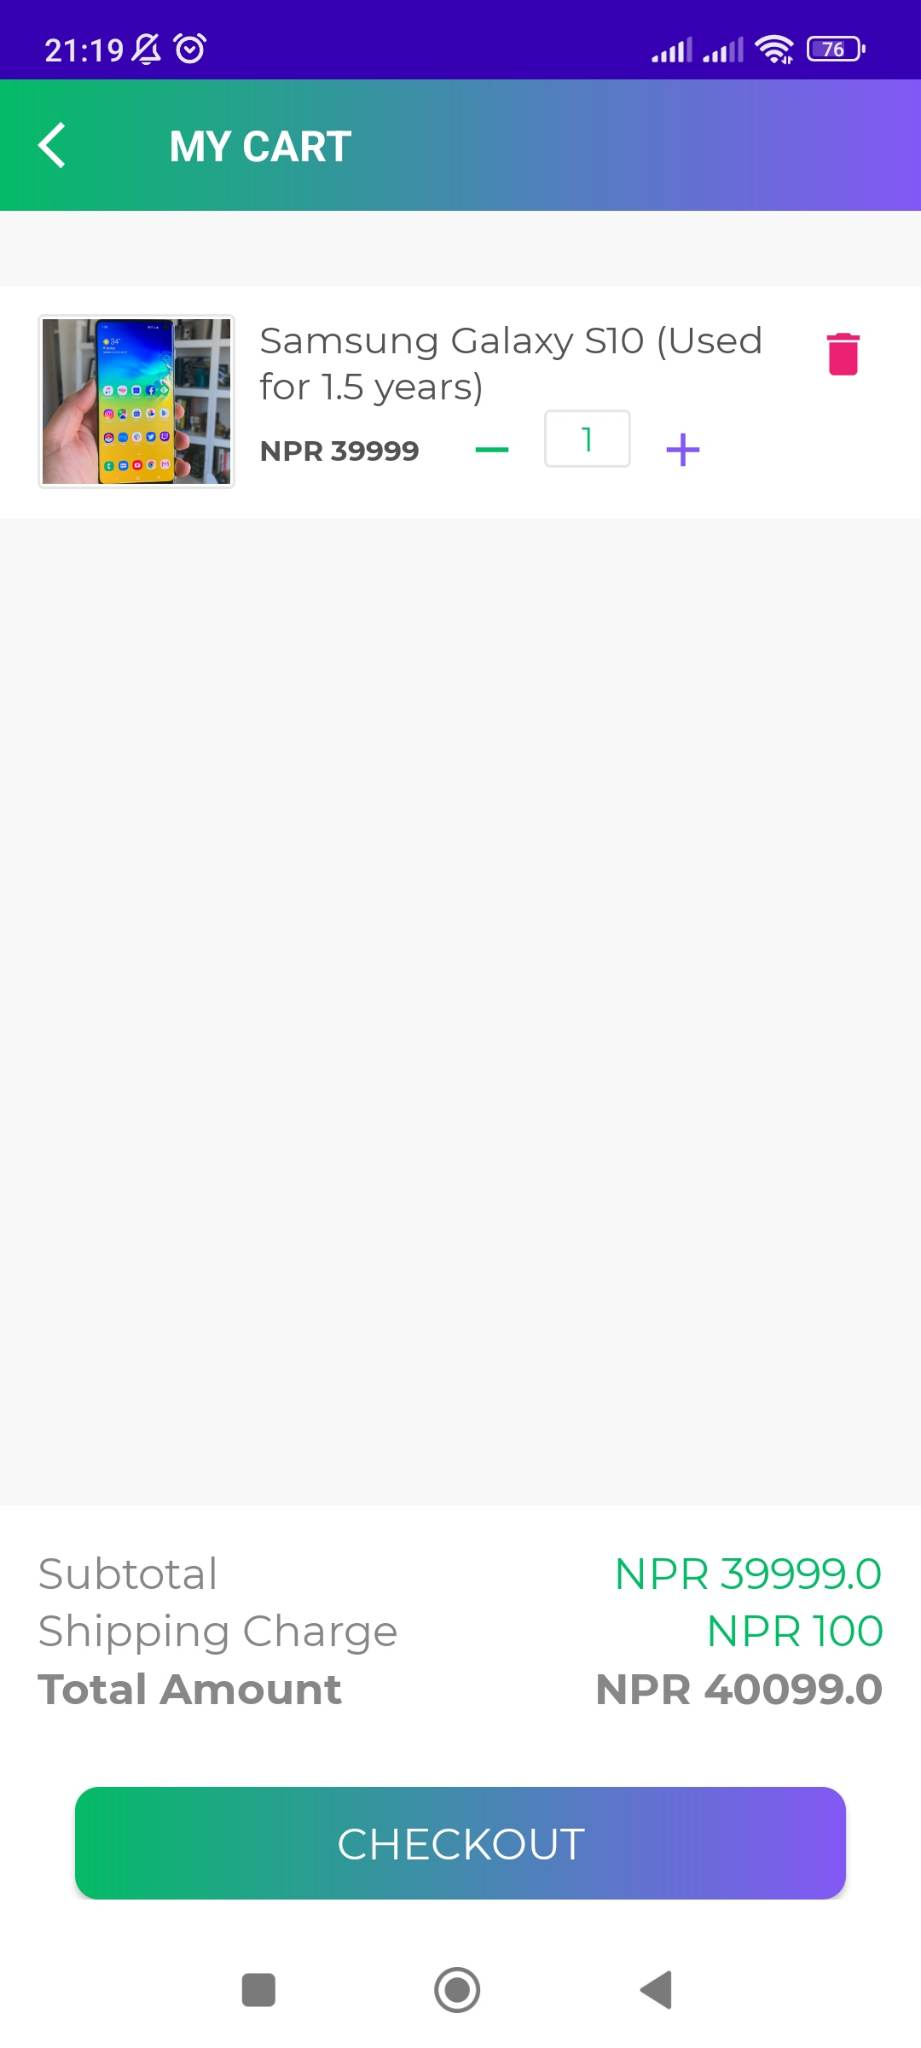 21:19
76
MY CART
Samsung Galaxy S10 (Used
for 1.5 years)
NPR 39999
1
Subtotal NPR 39999.0
Shipping Charge NPR 100
Total Amount NPR 40099.0
CHECKOUT